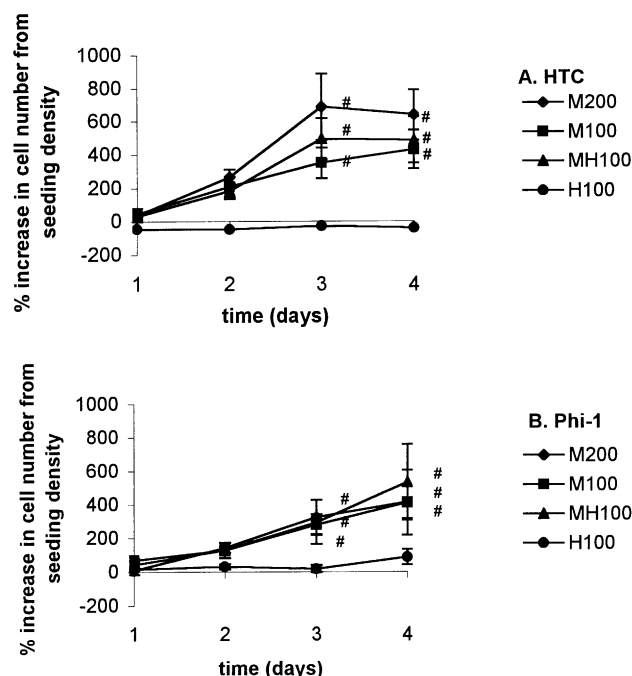 % increase in cell number from
seeding density
1000
800
600
400
200
0
-200
#
#
#
#
#
#
1
2
3
4
time (days)
A. HTC
M200
M100
MH100
H100
% increase in cell number from
seeding density
1000
800
600
400
200
0
-200
#
#
#
#
#
#
1
2
3
4
time (days)
B. Phi-1
M200
M100
MH100
H100